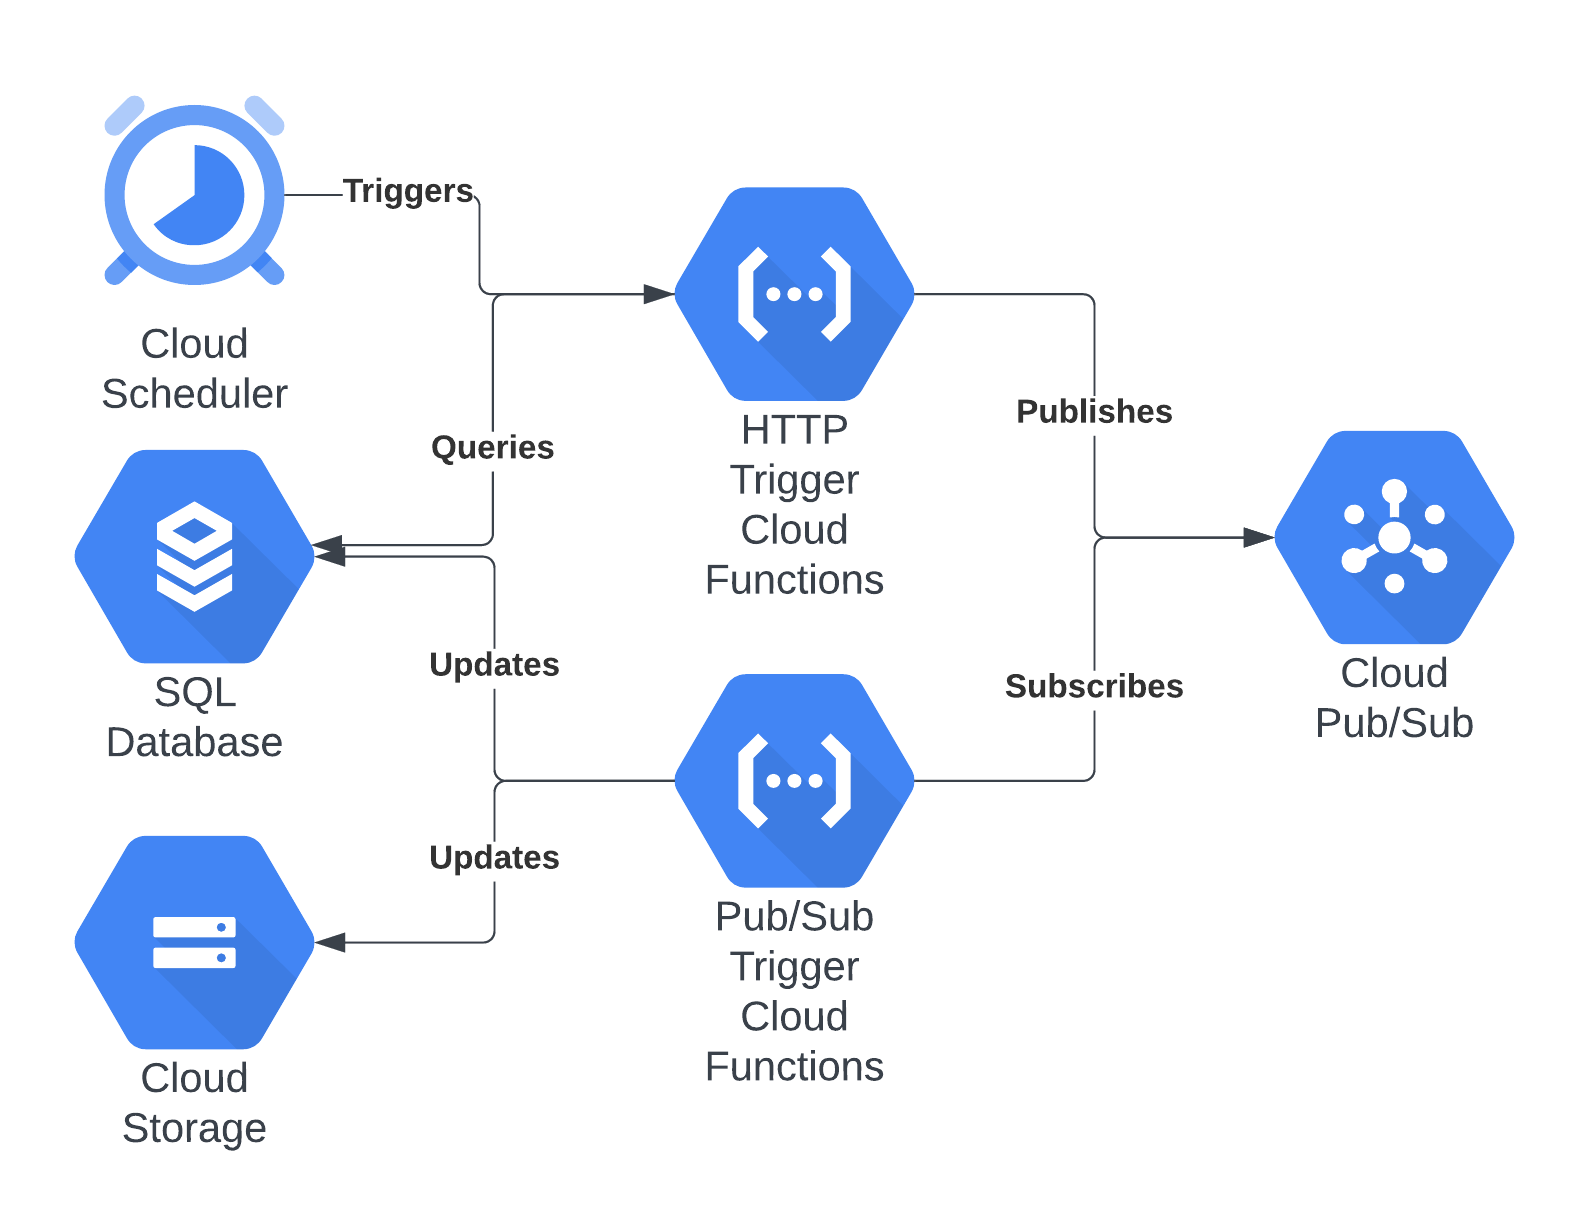 Triggers
Cloud
Scheduler
Queries
HTTP
Trigger
Cloud
Functions
Publishes
SQL
Database
Updates
Subscribes
Cloud
Pub/Sub
Updates
Pub/Sub
Trigger
Cloud
Functions
Cloud
Storage